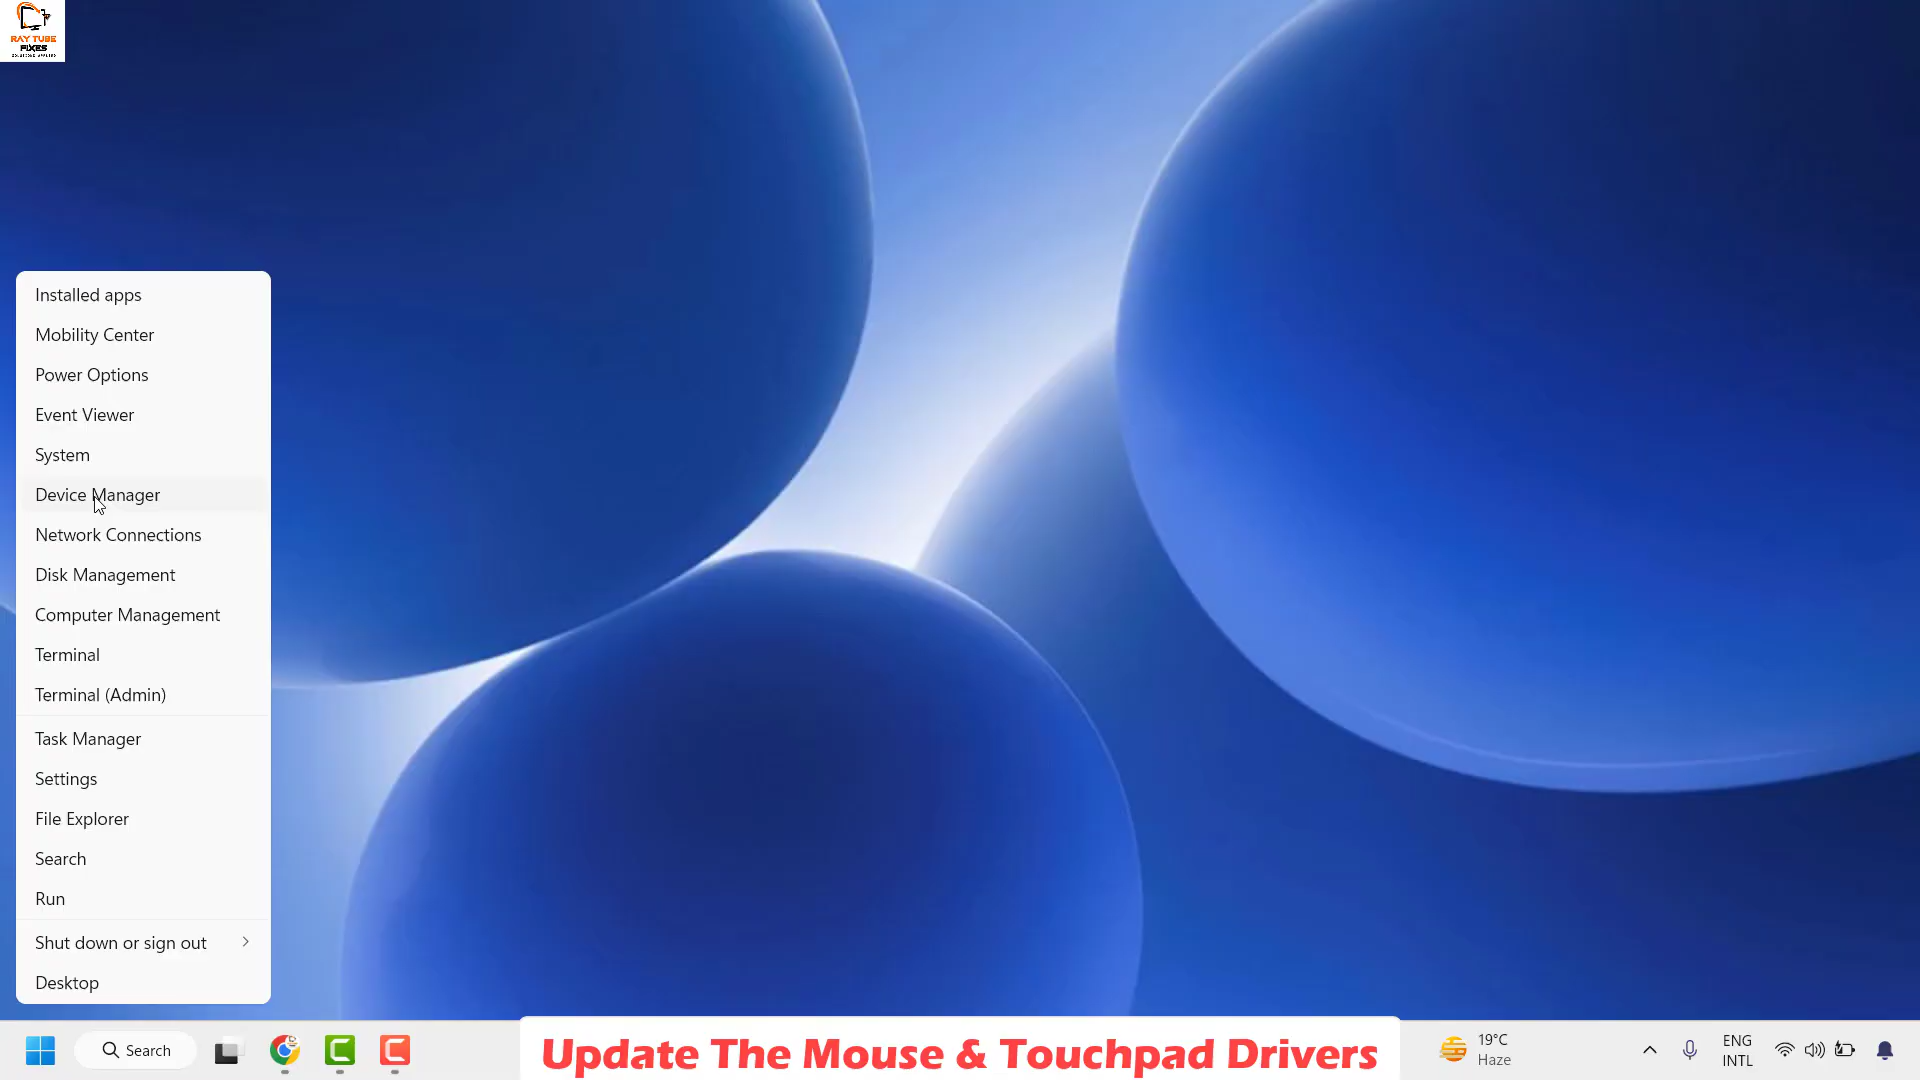 RAY TUBE
FIXES
Installed apps
Mobility Center
Power Options
Event Viewer
System
Device Manager
Network Connections
Disk Management
Computer Management
Terminal
Terminal (Admin)
Task Manager
Settings
File Explorer
Search
Run
Shut down or sign out
Desktop
Search
Update The Mouse & Touchpad Drivers
19°C
Haze
ENG
INTL